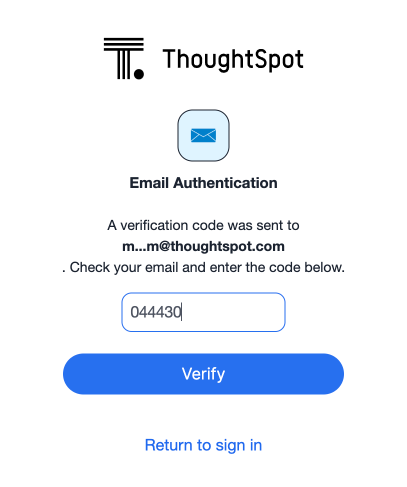 ThoughtSpot
Email Authentication
A verification code was sent to
m...m@thoughtspot.com
. Check your email and enter the code below.
044430
Verify
Return to sign in